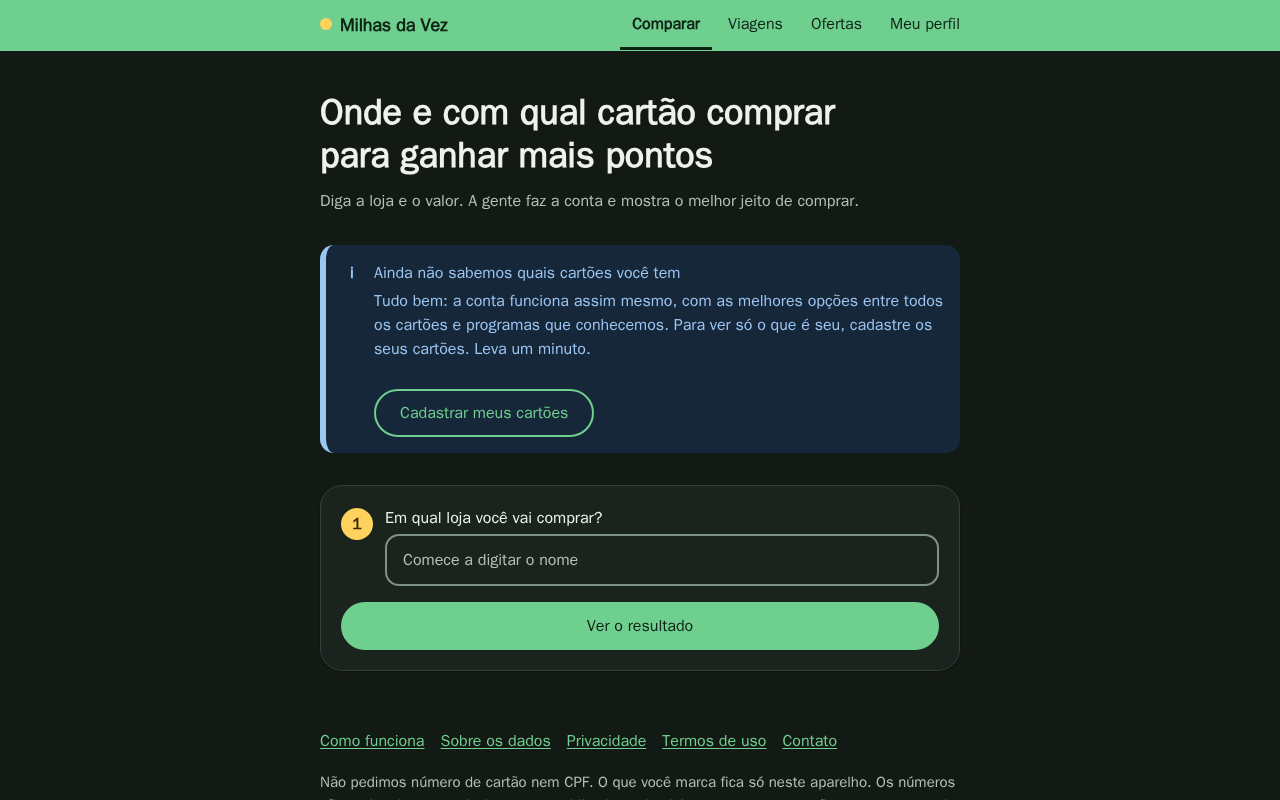 Milhas da Vez
Comparar
Viagens
Ofertas
Meu perfil
Onde e com qual cartão comprar
para ganhar mais pontos
Diga a loja e o valor. A gente faz a conta e mostra o melhor jeito de comprar.
i
Ainda não sabemos quais cartões você tem
Tudo bem: a conta funciona assim mesmo, com as melhores opções entre todos
os cartões e programas que conhecemos. Para ver só o que é seu, cadastre os
seus cartões. Leva um minuto.
Cadastrar meus cartões
1
Em qual loja você vai comprar?
Comece a digitar o nome
Ver o resultado
Como funciona
Sobre os dados
Privacidade
Termos de uso
Contato
Não pedimos número de cartão nem CPF. O que você marca fica só neste aparelho. Os números